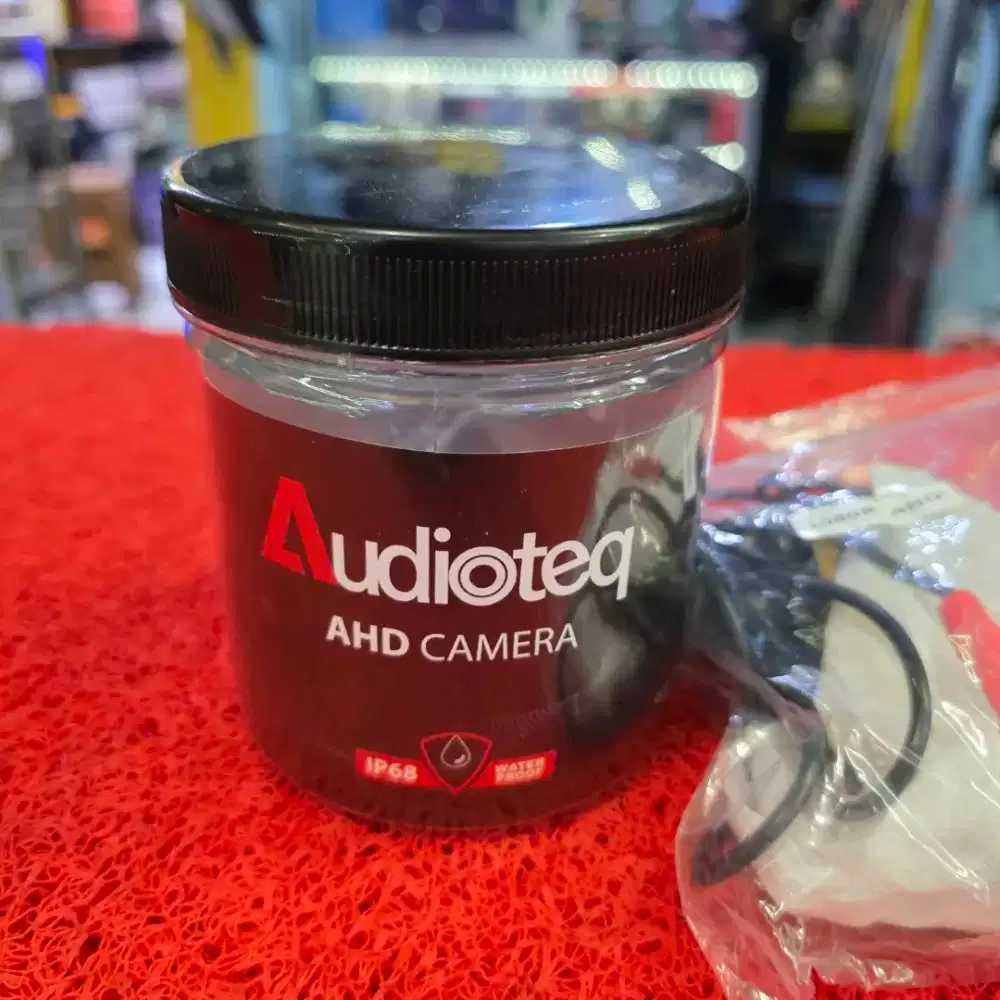 Audioteq
AHD CAMERA
IP68
WATER
PROOF